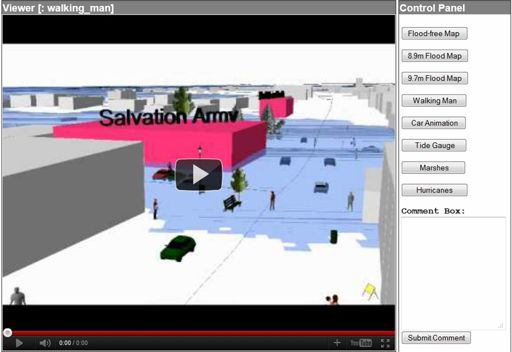 Viewer [: walking_man]
Control Panel
Flood-free Map
8.9m Flood Map
9.7m Flood Map
Walking Man
Car Animation
Tide Gauge
Marshes
Hurricanes
Comment Box:
Submit Comment
Salvation Army
0:00 / 0:00
YouTube